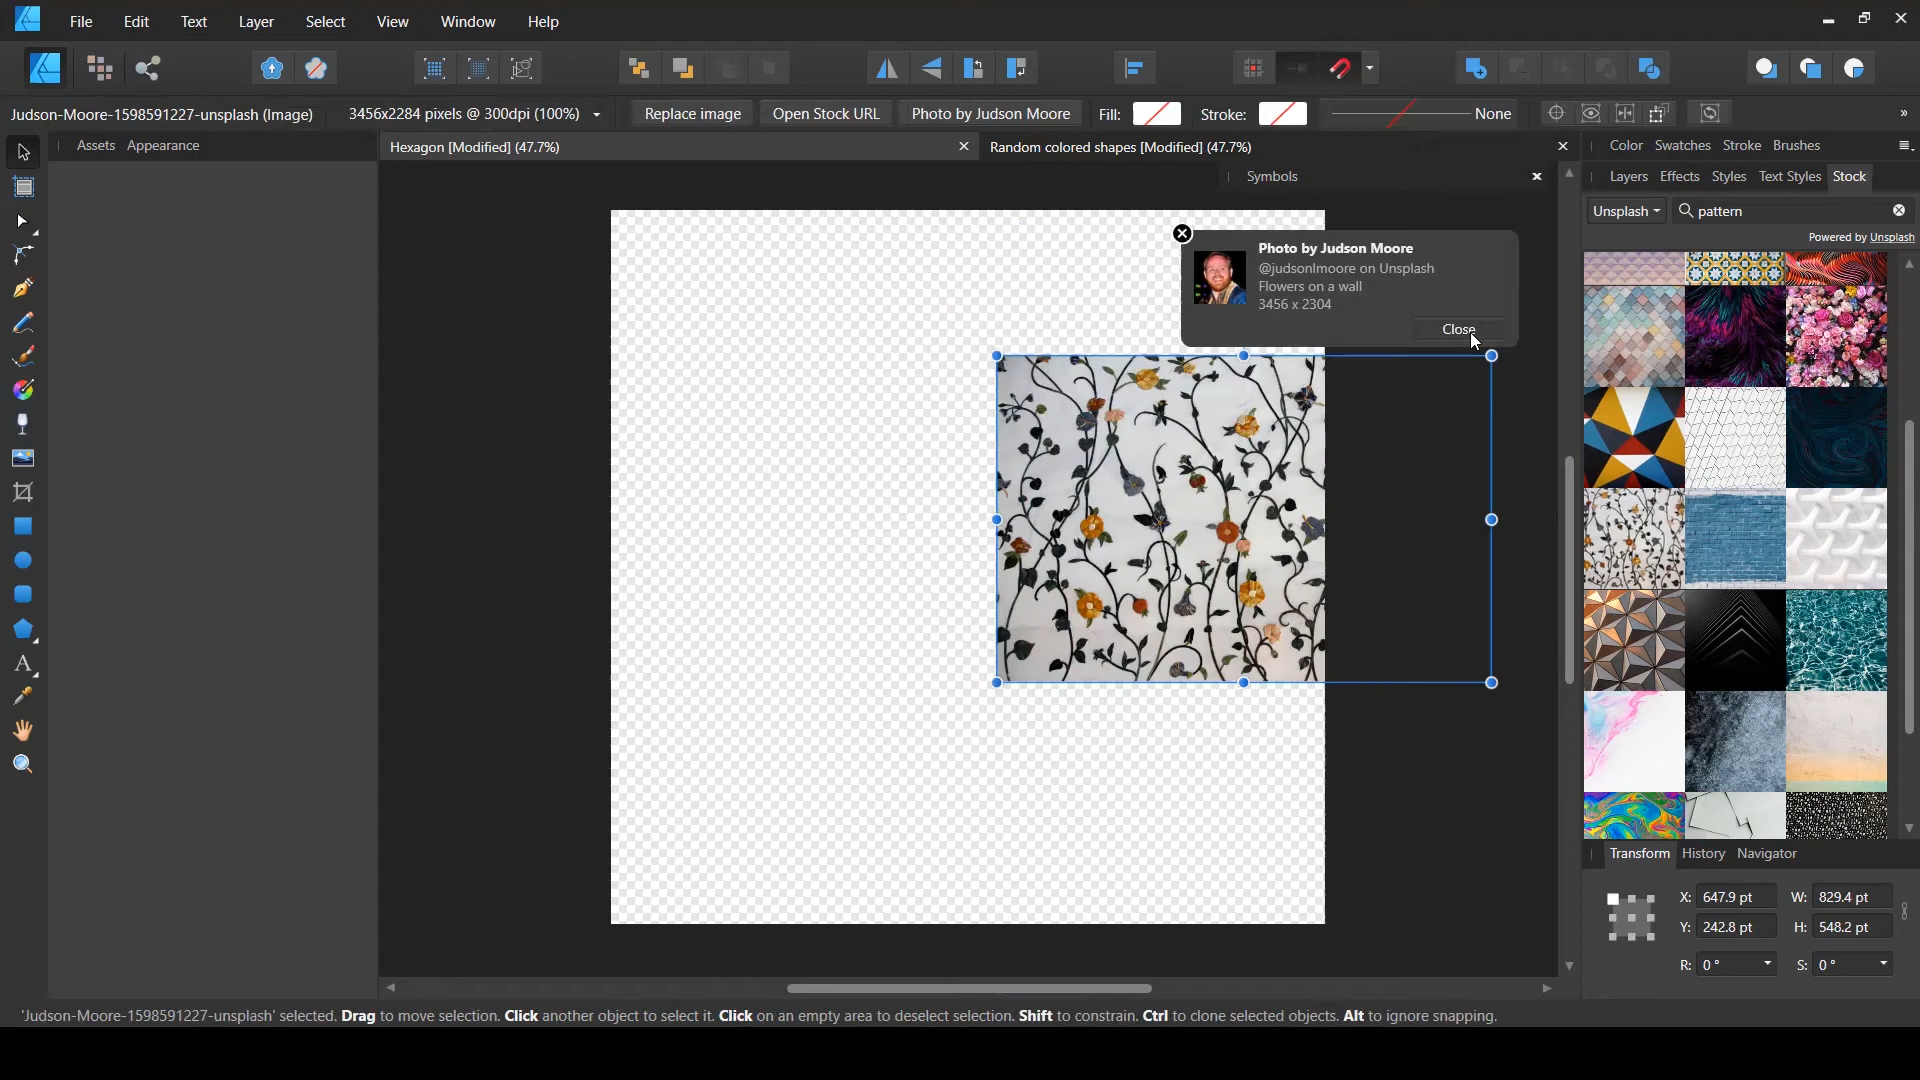 File Edit Text Layer Select View Window Help
Judson-Moore-1598591227-unsplash (Image) 3456x2284 pixels @ 300dpi (100%) Replace image Open Stock URL Photo by Judson Moore Fill: Stroke: None »
Assets Appearance
Hexagon [Modified] (47.7%)
Random colored shapes [Modified] (47.7%)
Color Swatches Stroke Brushes
Symbols
Layers Effects Styles Text Styles Stock
Unsplash pattern
Powered by Unsplash
Photo by Judson Moore
@judsonlmoore on Unsplash
Flowers on a wall
3456 x 2304
Close
Transform History Navigator
X: 647.9 pt W: 829.4 pt
Y: 242.8 pt H: 548.2 pt
R: 0 ° S: 0 °
'Judson-Moore-1598591227-unsplash' selected. Drag to move selection. Click another object to select it. Click on an empty area to deselect selection. Shift to constrain. Ctrl to clone selected objects. Alt to ignore snapping.